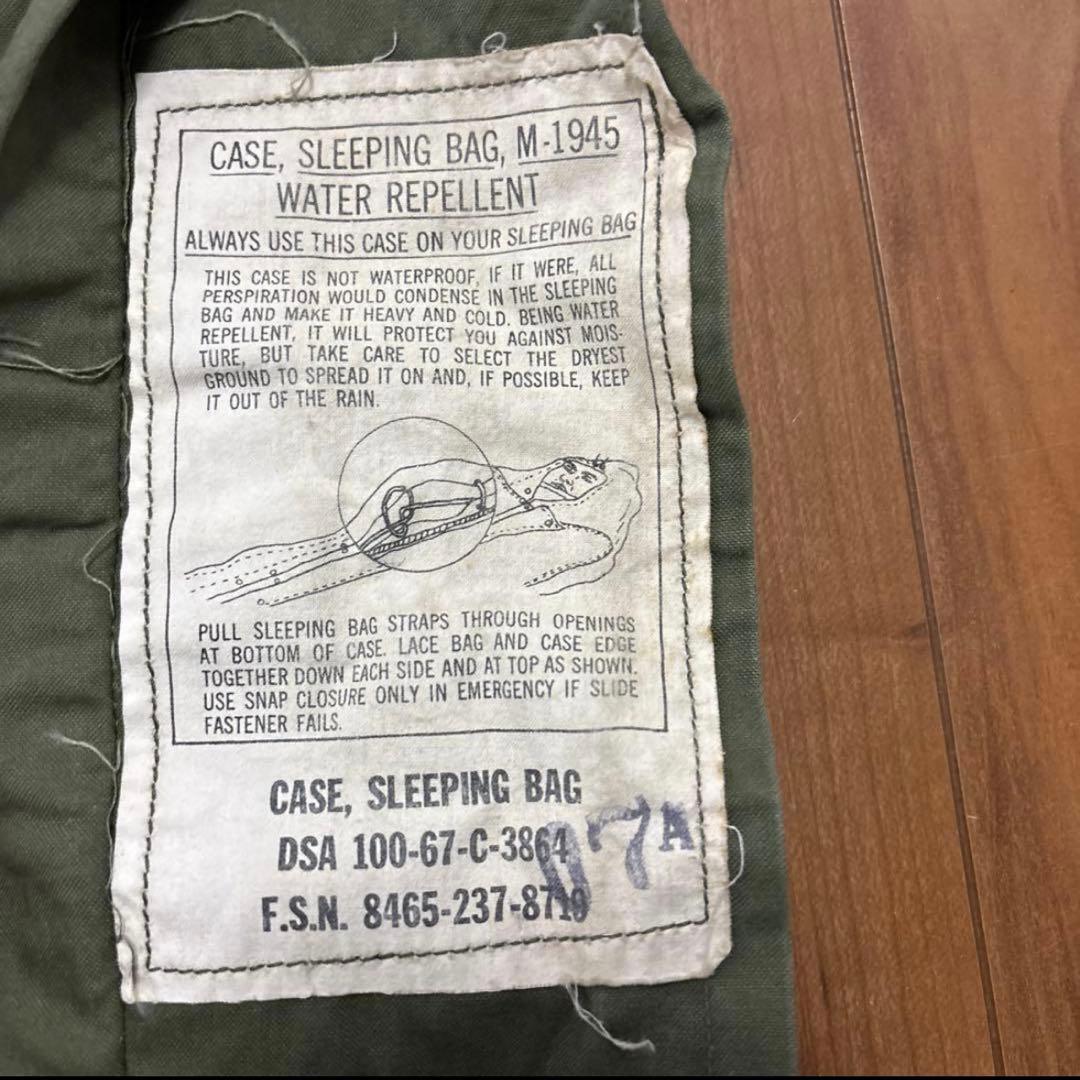 CASE, SLEEPING BAG, M-1945
WATER REPELLENT
ALWAYS USE THIS CASE ON YOUR SLEEPING BAG
THIS CASE IS NOT WATERPROOF, IF IT WERE, ALL
PERSPIRATION WOULD CONDENSE IN THE SLEEPING
BAG AND MAKE IT HEAVY AND COLD. BEING WATER
REPELLENT, IT WILL PROTECT YOU AGAINST MOIS-
TURE, BUT TAKE CARE TO SELECT THE DRYEST
GROUND TO SPREAD IT ON AND, IF POSSIBLE, KEEP
IT OUT OF THE RAIN.
PULL SLEEPING BAG STRAPS THROUGH OPENINGS
AT BOTTOM OF CASE. LACE BAG AND CASE EDGE
TOGETHER DOWN EACH SIDE AND AT TOP AS SHOWN.
USE SNAP CLOSURE ONLY IN EMERGENCY IF SLIDE
FASTENER FAILS.
CASE, SLEEPING BAG
DSA 100-67-C-3864
07A
F.S.N. 8465-237-8719